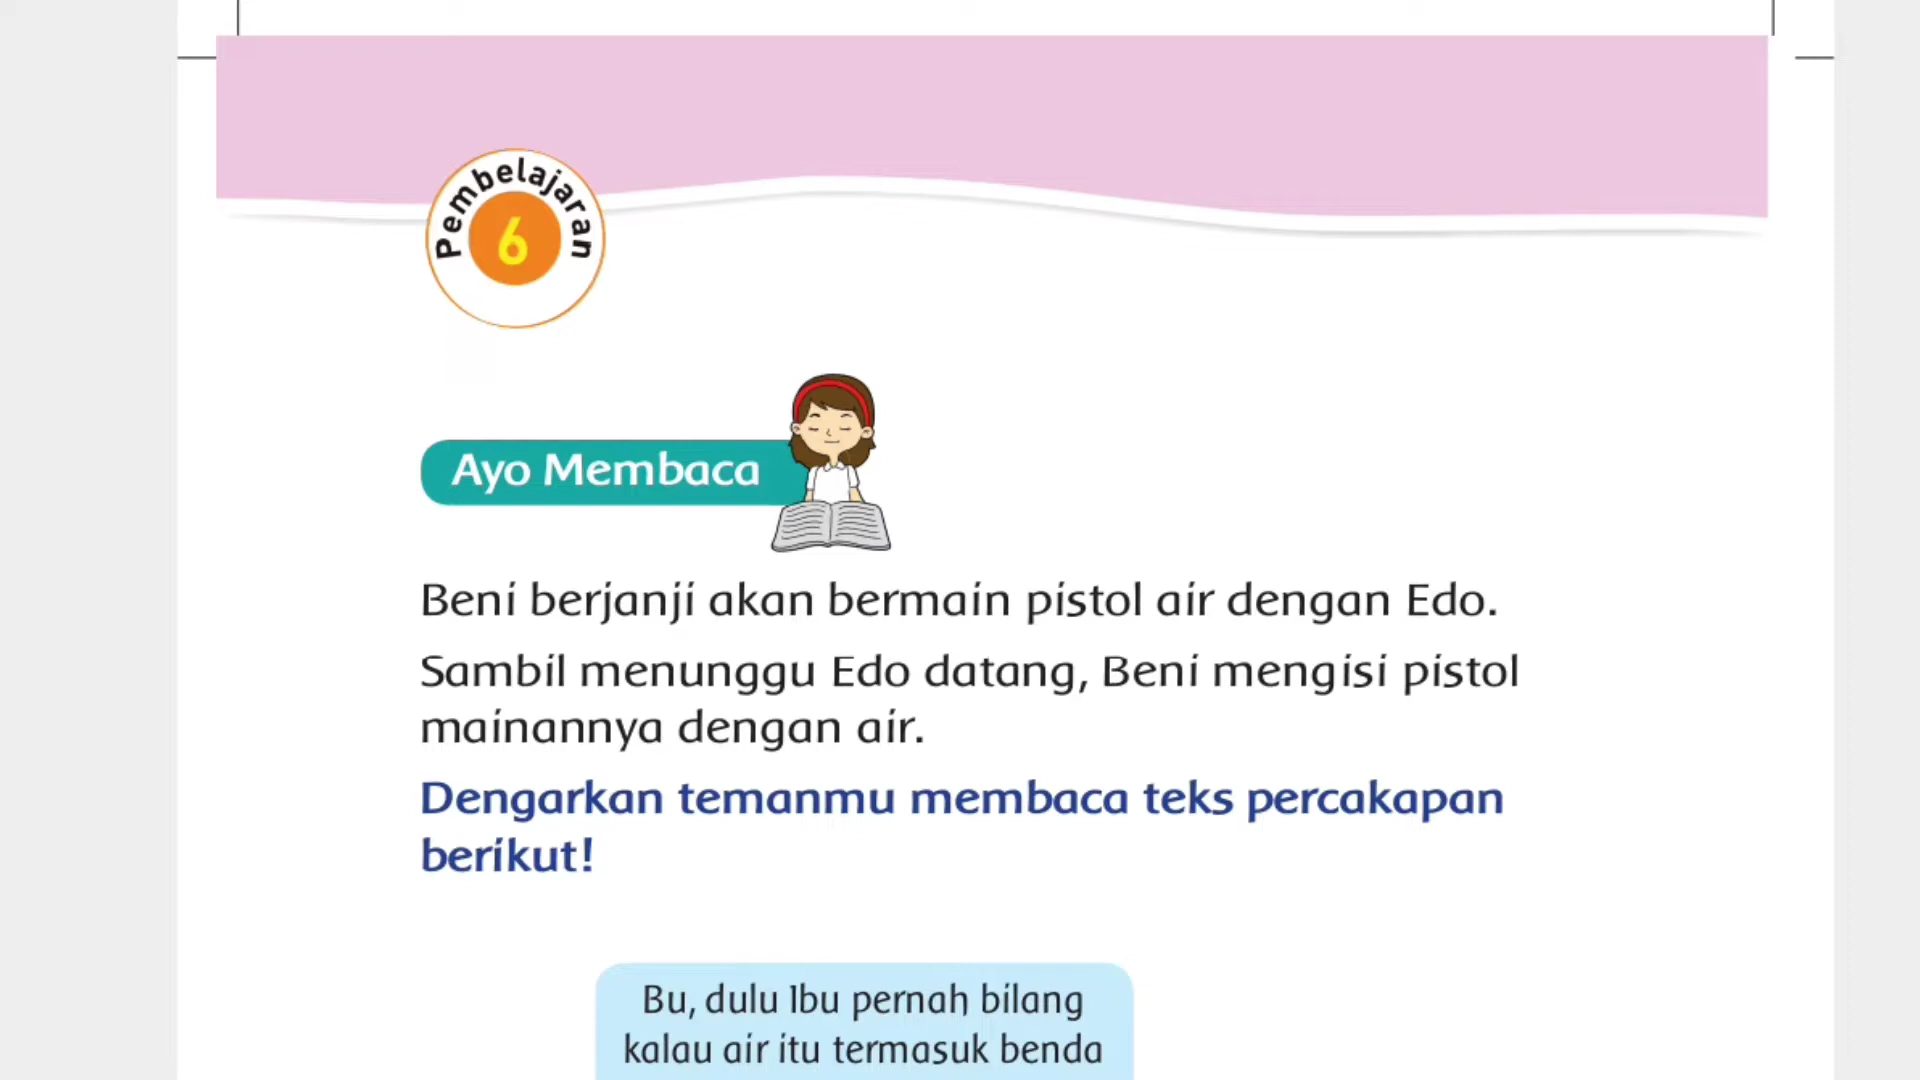 Pembelajaran
6
Ayo Membaca
Beni berjanji akan bermain pistol air dengan Edo.
Sambil menunggu Edo datang, Beni mengisi pistol
mainannya dengan air.
Dengarkan temanmu membaca teks percakapan
berikut!
Bu, dulu Ibu pernah bilang
kalau air itu termasuk benda